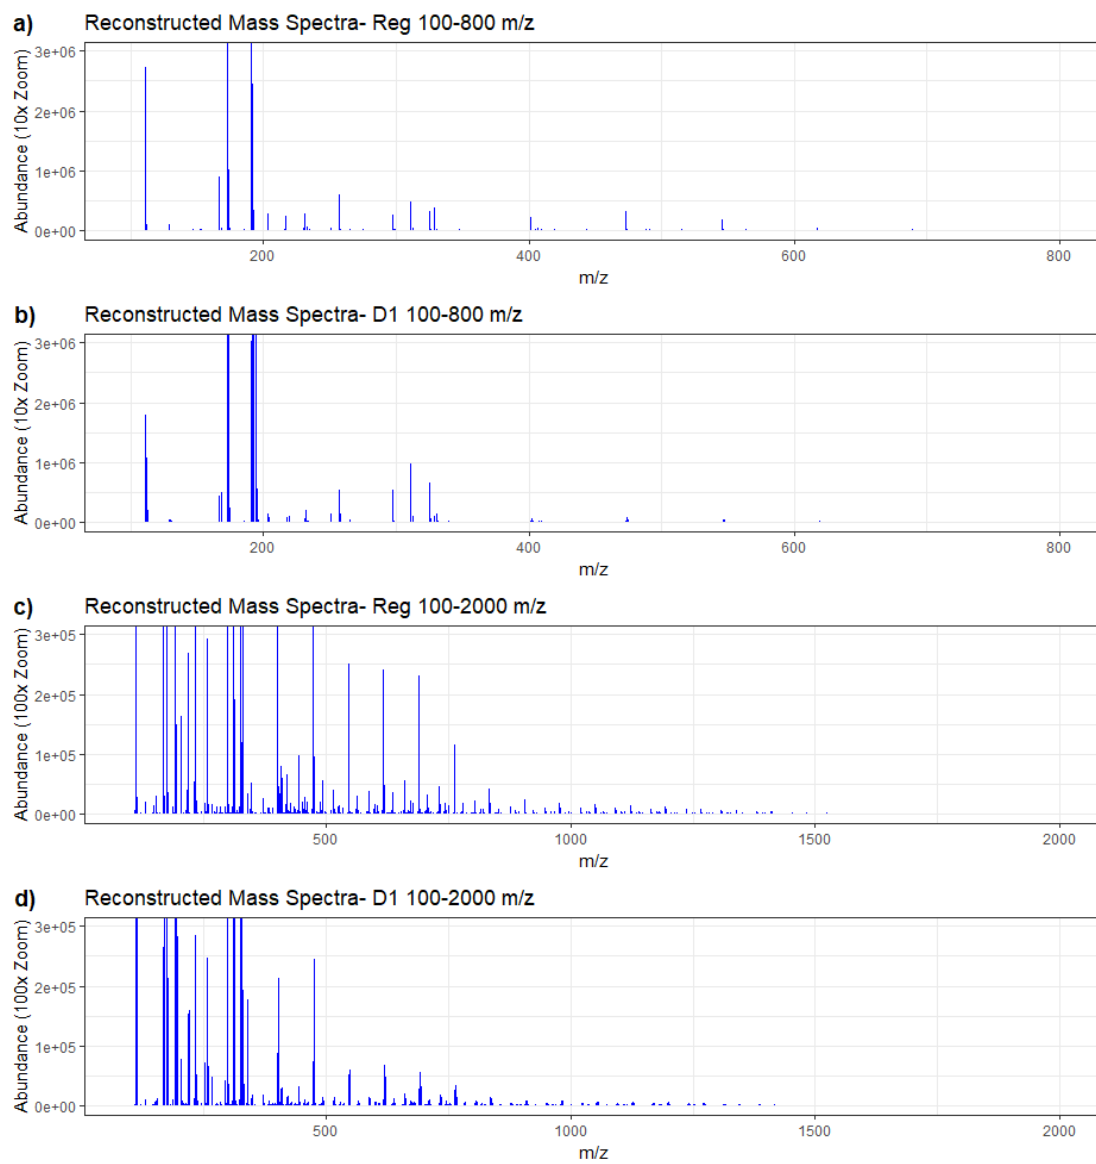 a) Reconstructed Mass Spectra- Reg 100-800 m/z
Abundance (10x Zoom)
3e+06
2e+06
1e+06
0e+00
200 400 600 800
m/z
b) Reconstructed Mass Spectra- D1 100-800 m/z
Abundance (10x Zoom)
3e+06
2e+06
1e+06
0e+00
200 400 600 800
m/z
c) Reconstructed Mass Spectra- Reg 100-2000 m/z
Abundance (100x Zoom)
3e+05
2e+05
1e+05
0e+00
500 1000 1500 2000
m/z
d) Reconstructed Mass Spectra- D1 100-2000 m/z
Abundance (100x Zoom)
3e+05
2e+05
1e+05
0e+00
500 1000 1500 2000
m/z